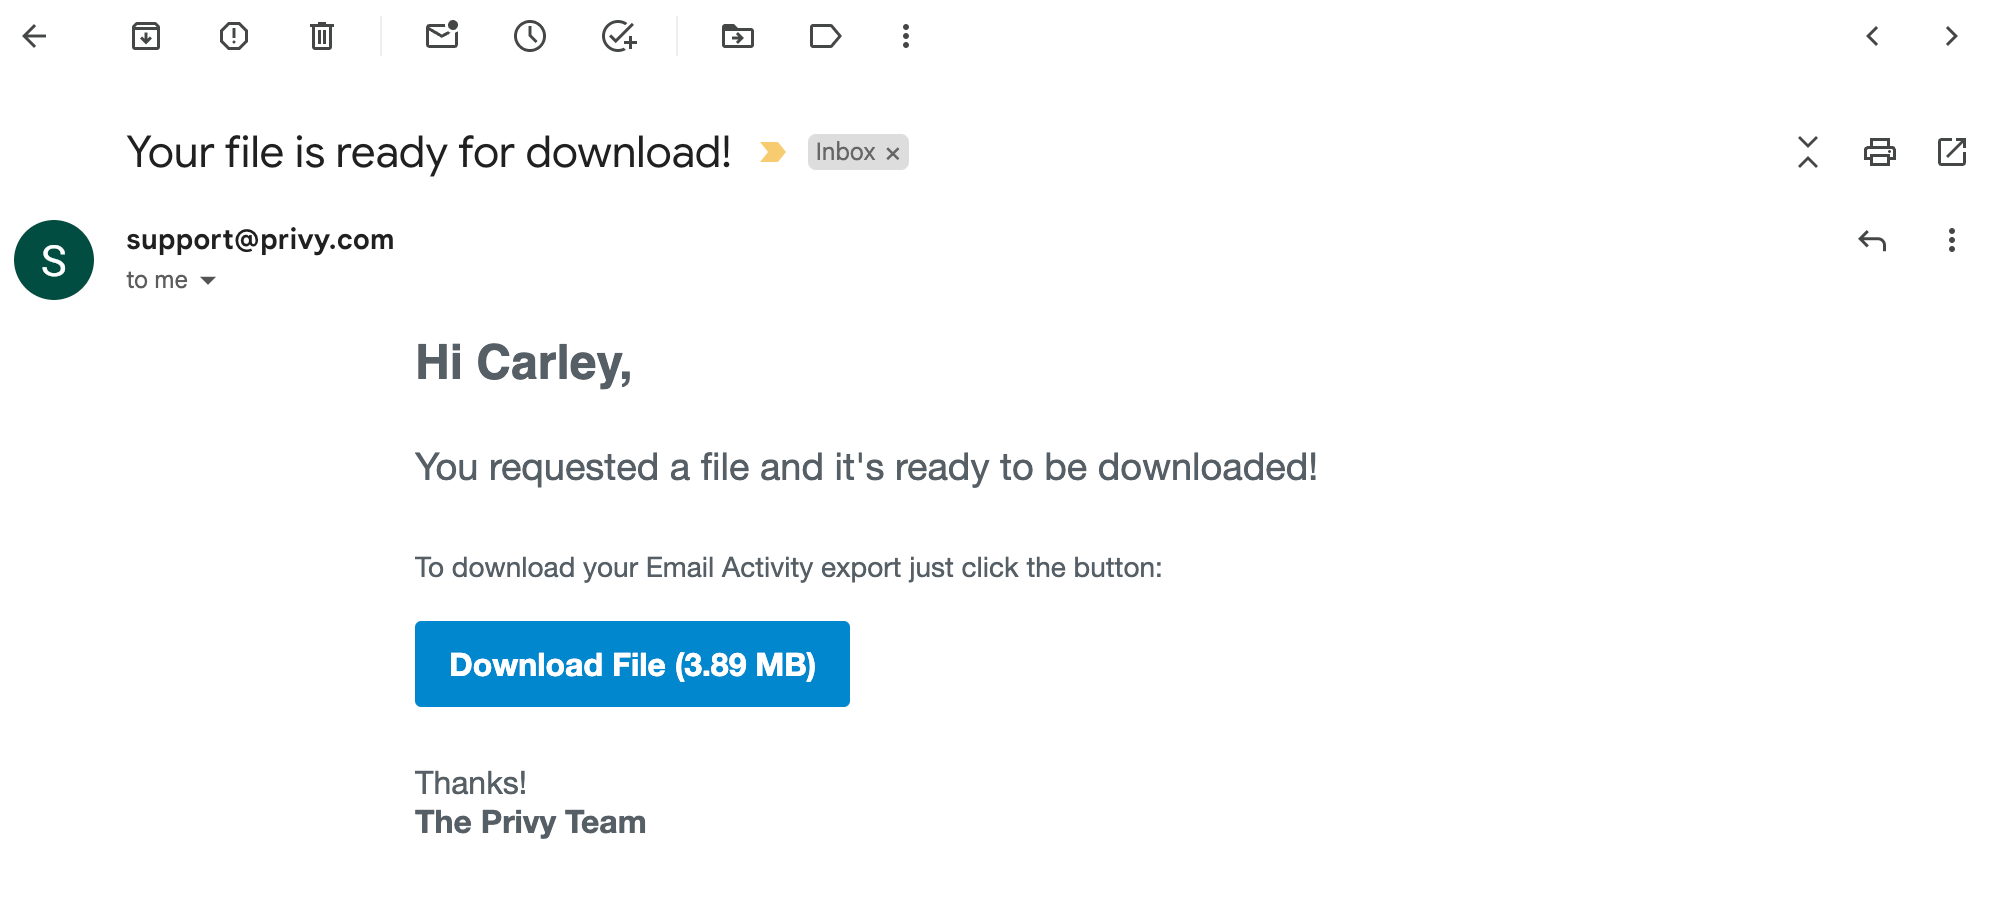 Your file is ready for download!
Inbox ×
S
support@privy.com
to me
Hi Carley,
You requested a file and it's ready to be downloaded!
To download your Email Activity export just click the button:
Download File (3.89 MB)
Thanks!
The Privy Team